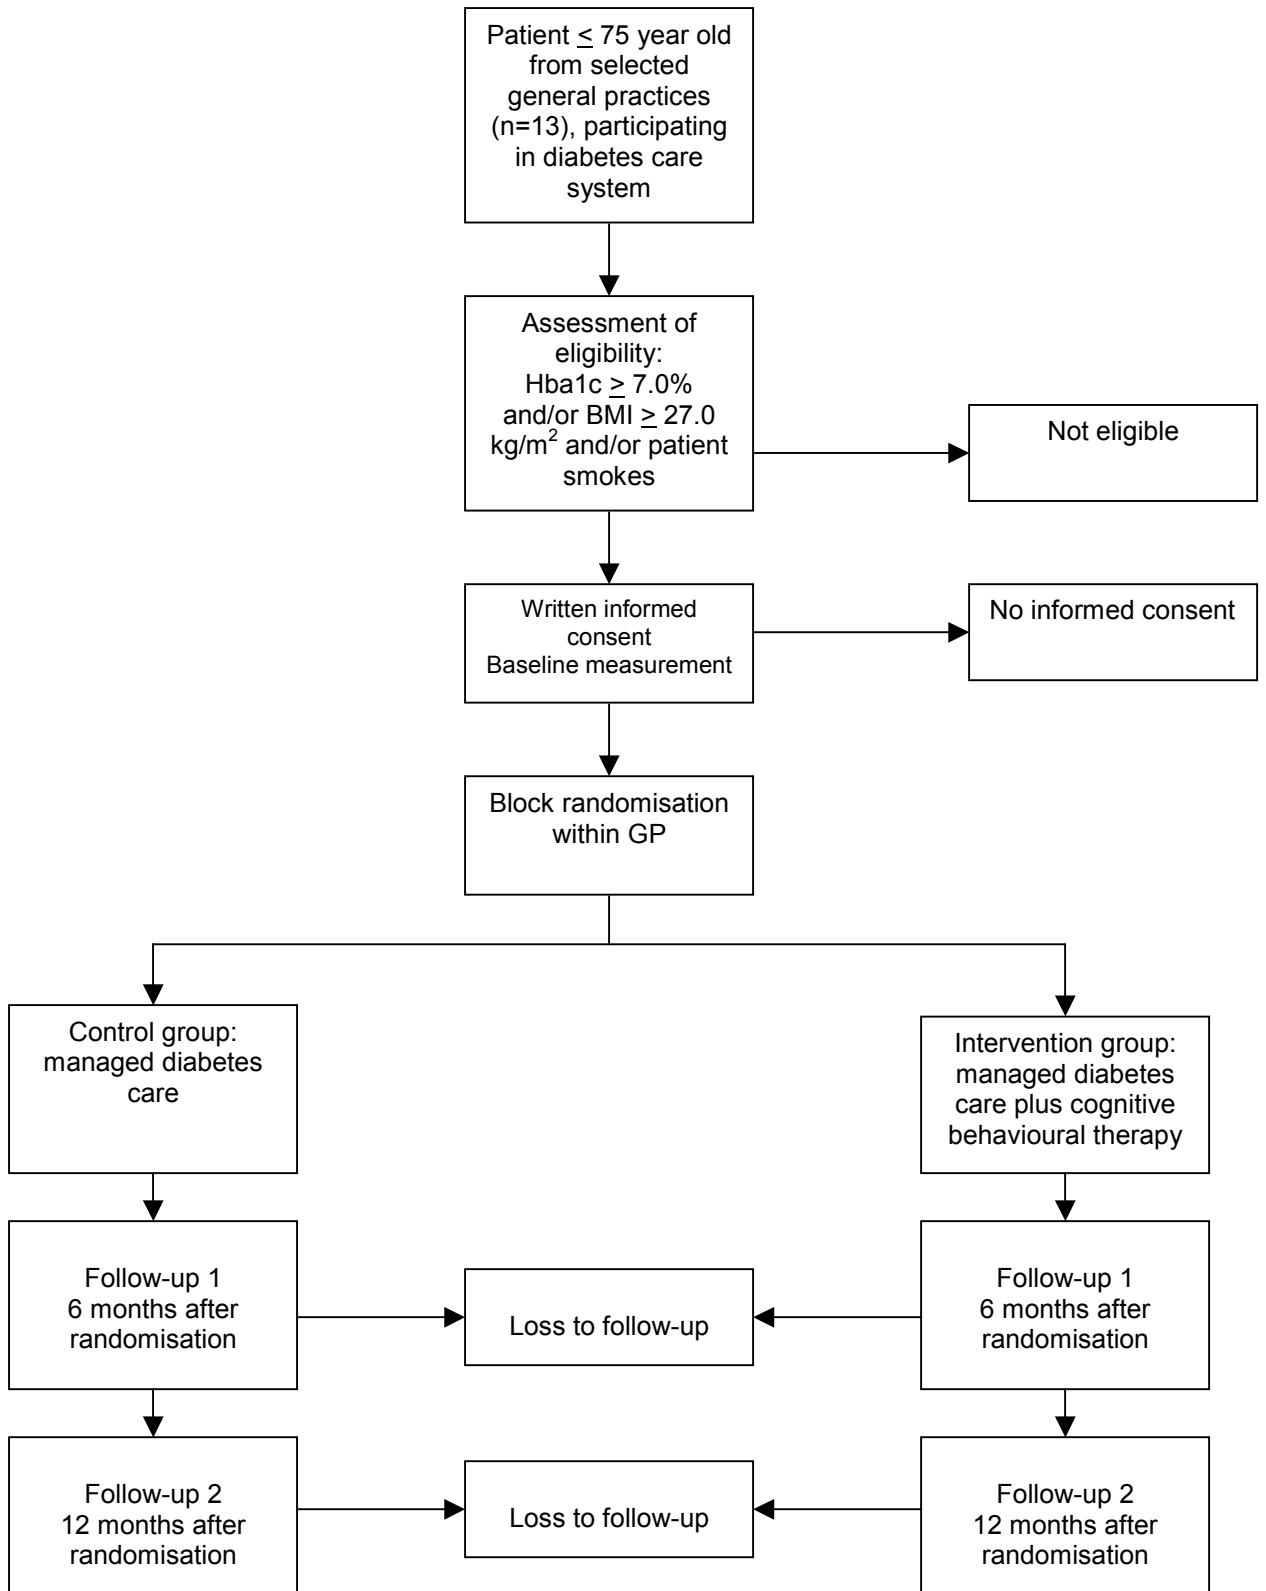 Patient ≤ 75 year old
from selected
general practices
(n=13), participating
in diabetes care
system
Assessment of
eligibility:
Hba1c ≥ 7.0%
and/or BMI ≥ 27.0
kg/m² and/or patient
smokes
Not eligible
Written informed
consent
Baseline measurement
No informed consent
Block randomisation
within GP
Control group:
managed diabetes
care
Intervention group:
managed diabetes
care plus cognitive
behavioural therapy
Follow-up 1
6 months after
randomisation
Loss to follow-up
Follow-up 1
6 months after
randomisation
Follow-up 2
12 months after
randomisation
Loss to follow-up
Follow-up 2
12 months after
randomisation